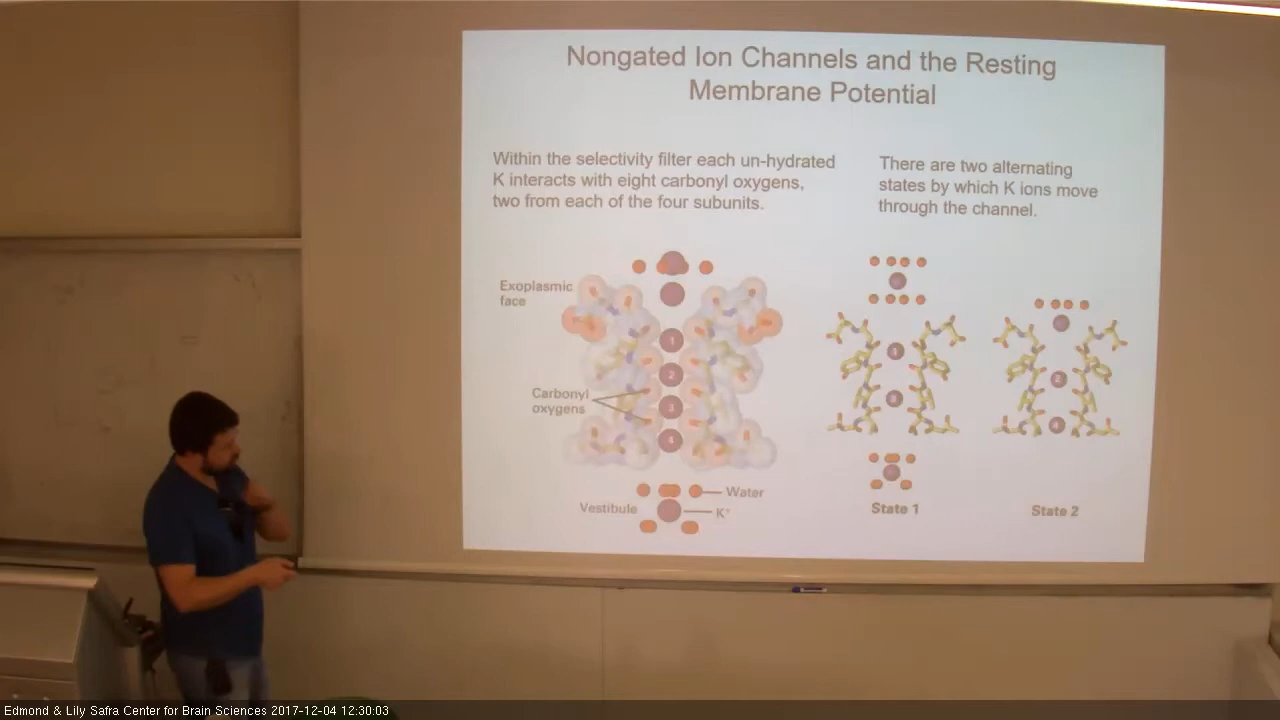 Nongated Ion Channels and the Resting
Membrane Potential
Within the selectivity filter each un-hydrated
K interacts with eight carbonyl oxygens,
two from each of the four subunits.
There are two alternating
states by which K ions move
through the channel.
Exoplasmic
face
1
2
3
4
Carbonyl
oxygens
Water
Vestibule
K⁺
1
3
State 1
2
4
State 2
Edmond & Lily Safra Center for Brain Sciences 2017-12-04 12:30:03